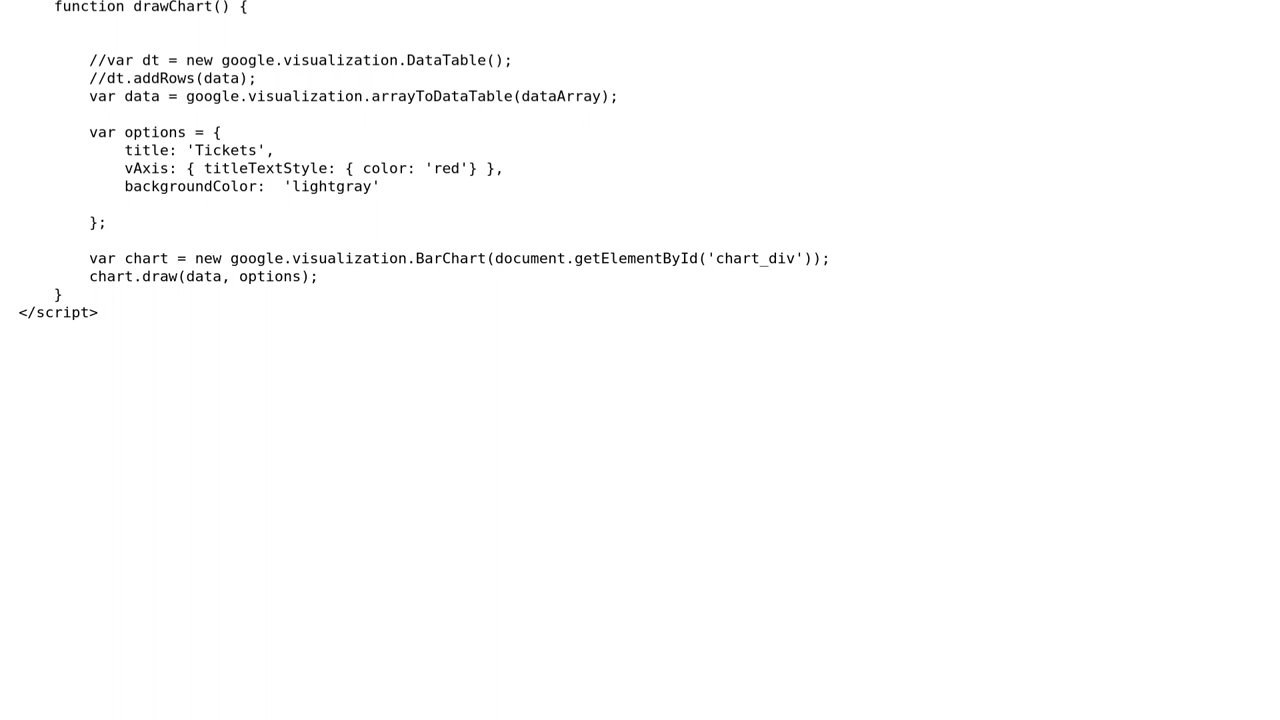 function drawChart() {
//var dt = new google.visualization.DataTable();
//dt.addRows(data);
var data = google.visualization.arrayToDataTable(dataArray);
var options = {
title: 'Tickets',
vAxis: { titleTextStyle: { color: 'red'} },
backgroundColor:  'lightgray'
};
var chart = new google.visualization.BarChart(document.getElementById('chart_div'));
chart.draw(data, options);
}
</script>